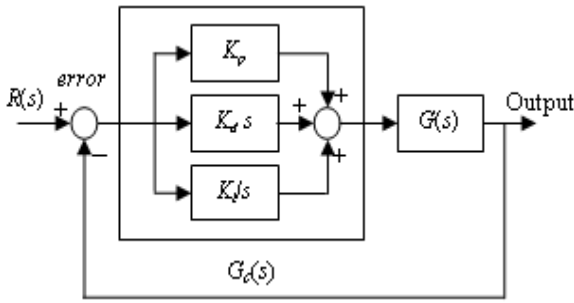 K_p
error
R(s)
+
+
+
Output
K_d s
G(s)
−
+
K_i/s
G_c(s)